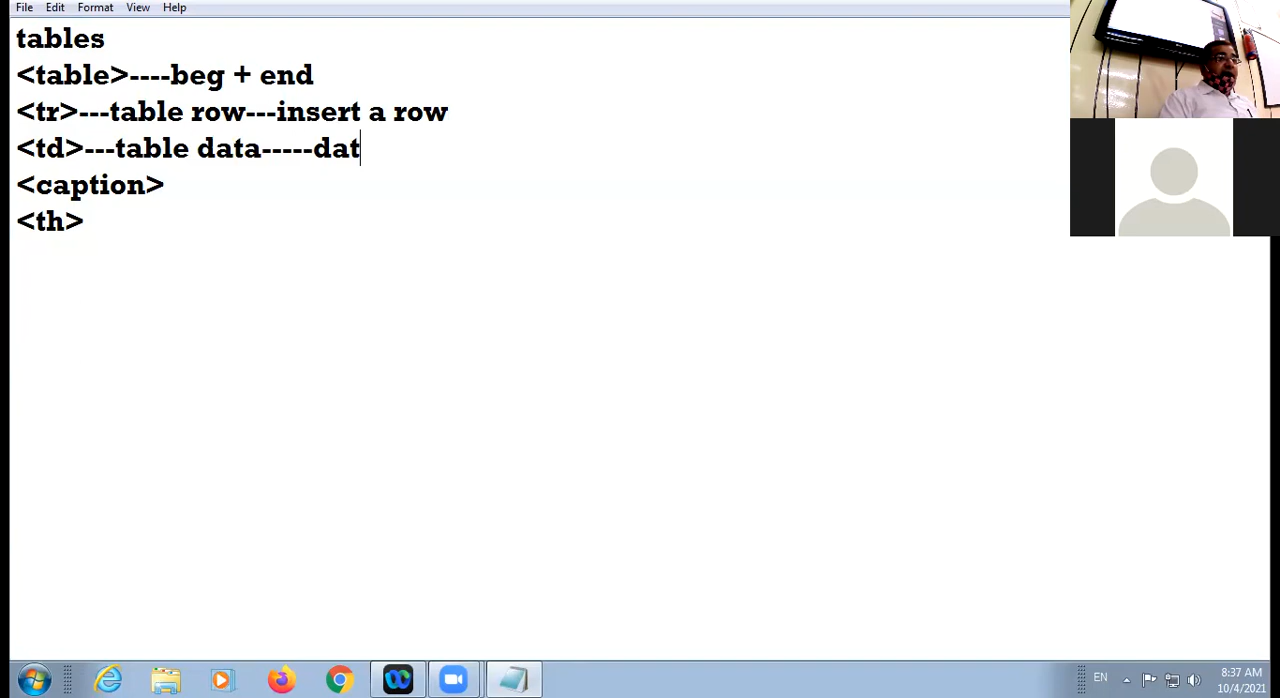 File Edit Format View Help
tables
<table>----beg + end
<tr>---table row---insert a row
<td>---table data-----dat
<caption>
<th>
EN
8:37 AM
10/4/2021